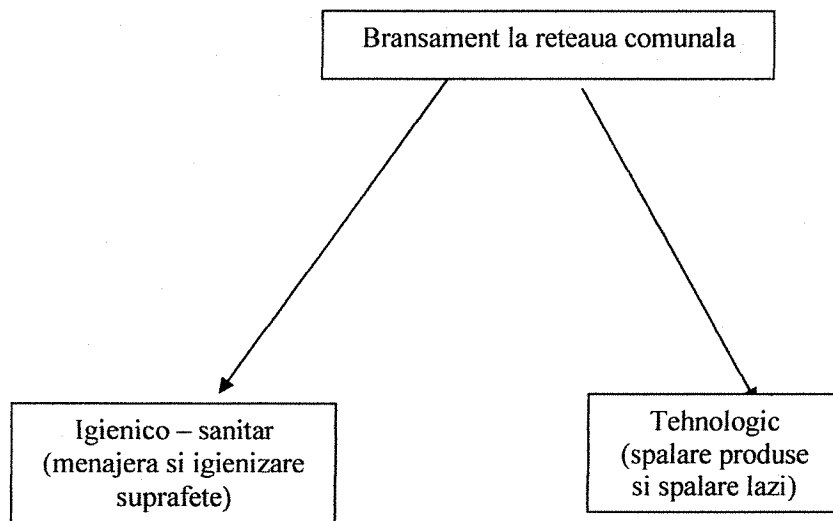 Bransament la reteaua comunala
Igienico – sanitar
(menajera si igienizare
suprafete)
Tehnologic
(spalare produse
si spalare lazi)